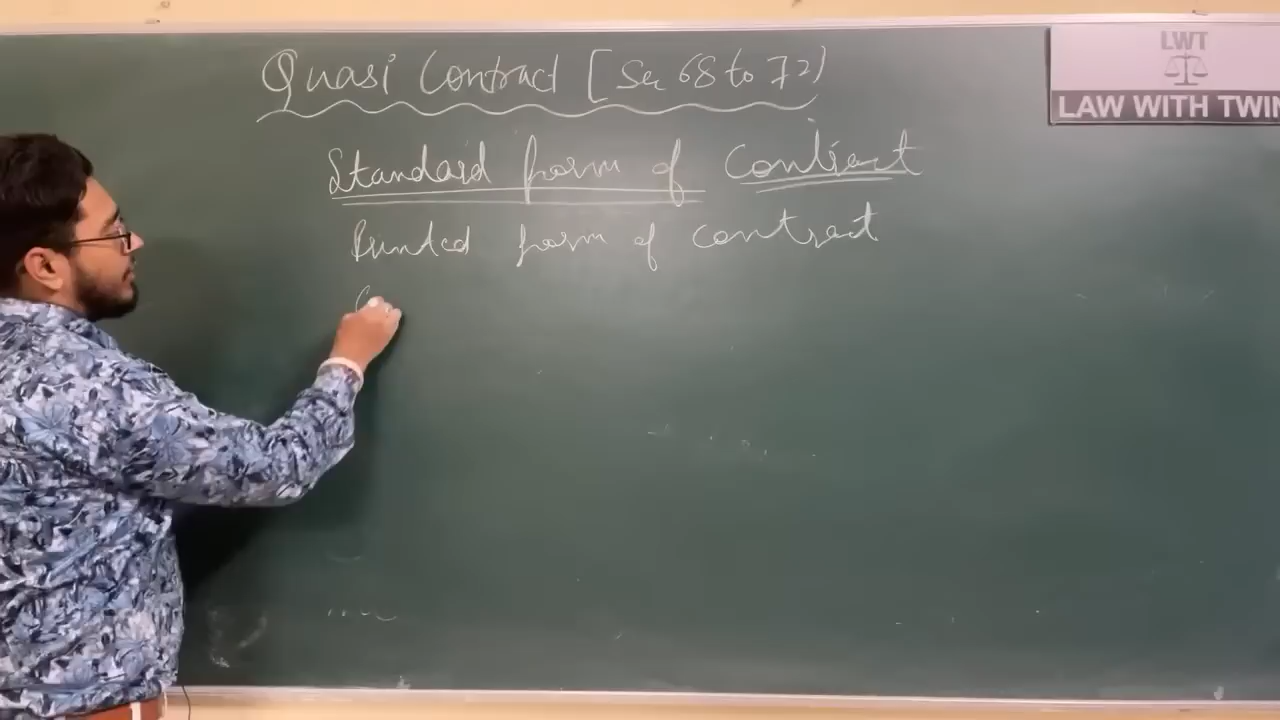 Quasi Contract [Sec 68 to 72]
Standard form of Contract
Printed form of contract
LWT
LAW WITH TWIN